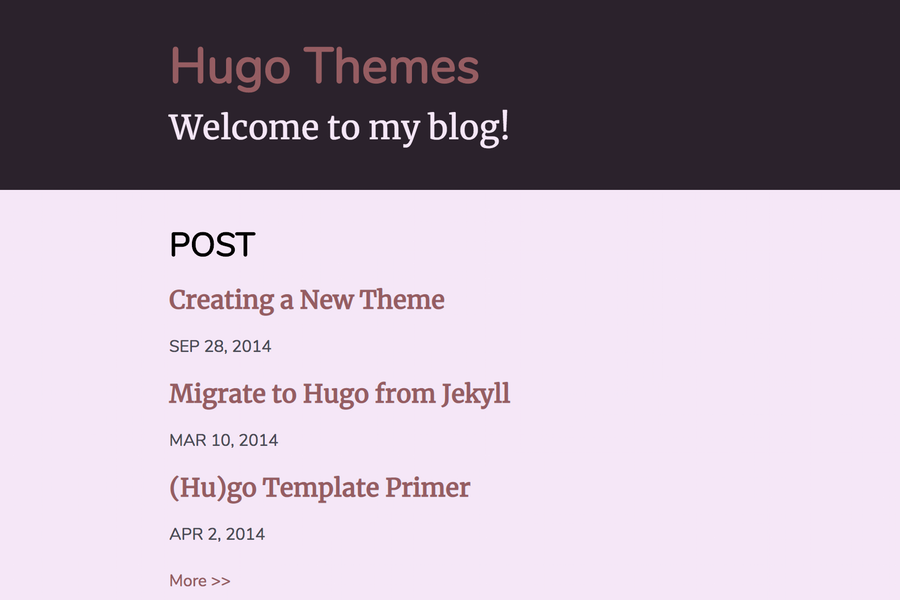 Hugo Themes
Welcome to my blog!
POST
Creating a New Theme
SEP 28, 2014
Migrate to Hugo from Jekyll
MAR 10, 2014
(Hu)go Template Primer
APR 2, 2014
More >>